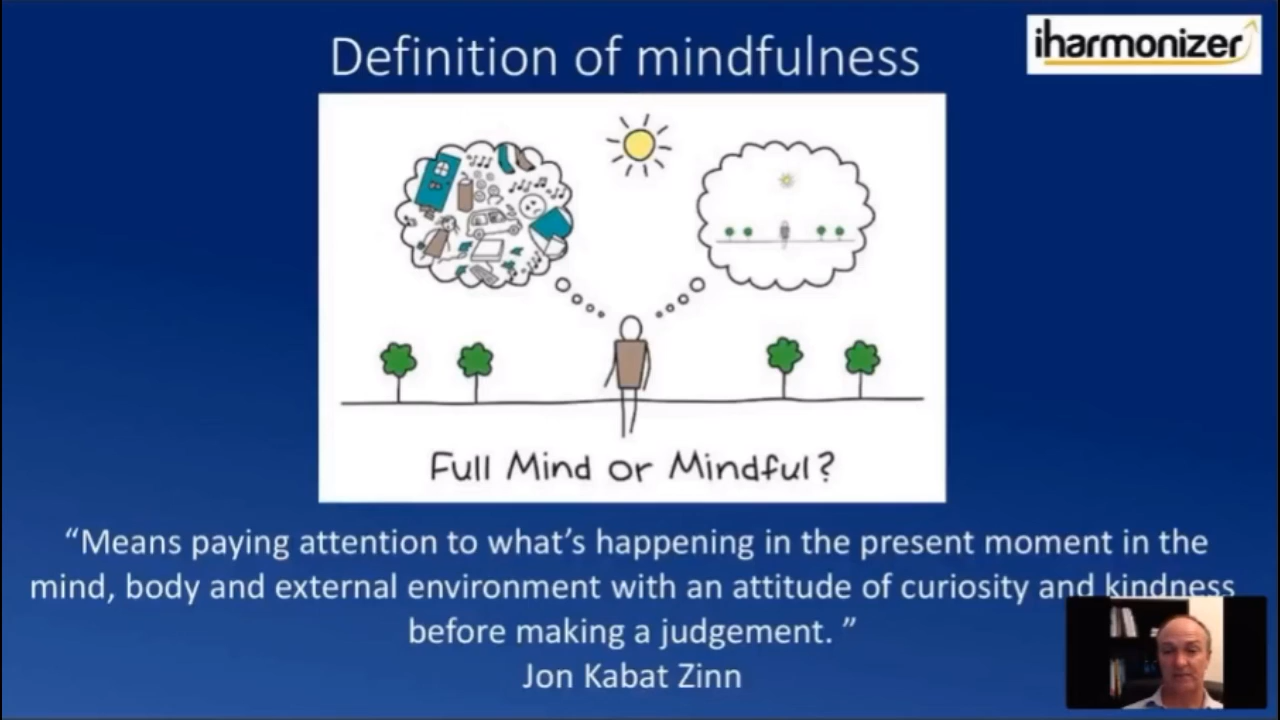 Definition of mindfulness
iharmonizer
Full Mind or Mindful?
“Means paying attention to what’s happening in the present moment in the
mind, body and external environment with an attitude of curiosity and kindness
before making a judgement. ”
Jon Kabat Zinn